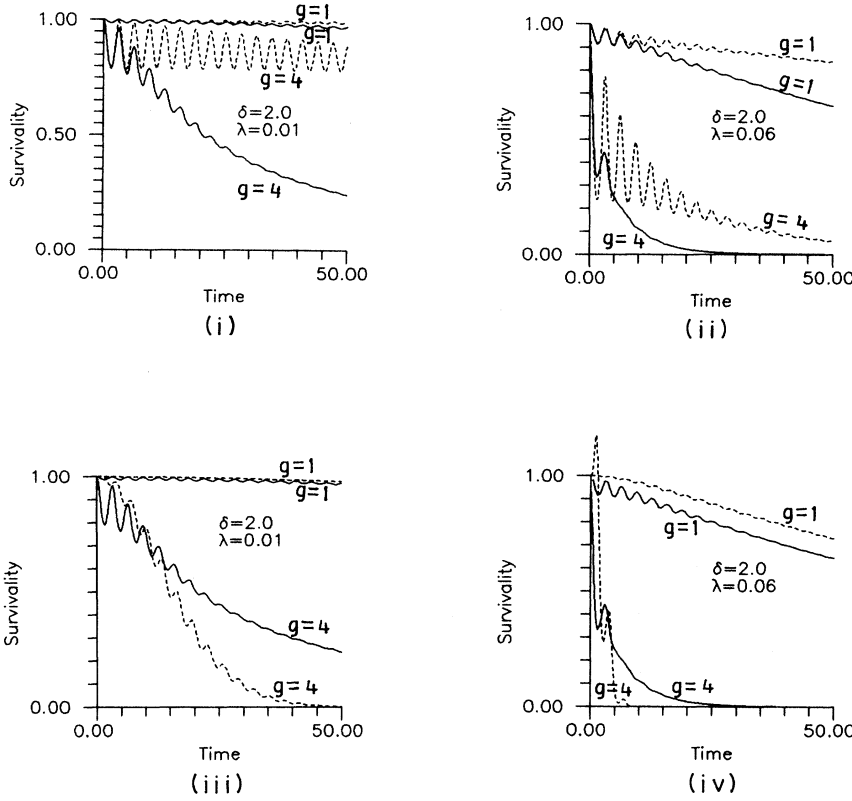 g=1
1.00
g=1
g=4
δ=2.0
λ=0.01
0.50
Survivality
g=4
0.00
0.00
50.00
Time
(i)
1.00
g=1
g=1
δ=2.0
λ=0.06
Survivality
g=4
g=4
0.00
0.00
50.00
Time
(ii)
1.00
g=1
g=1
δ=2.0
λ=0.01
Survivality
g=4
g=4
0.00
0.00
50.00
Time
(iii)
1.00
g=1
g=1
δ=2.0
λ=0.06
Survivality
g=4
g=4
0.00
0.00
50.00
Time
(iv)